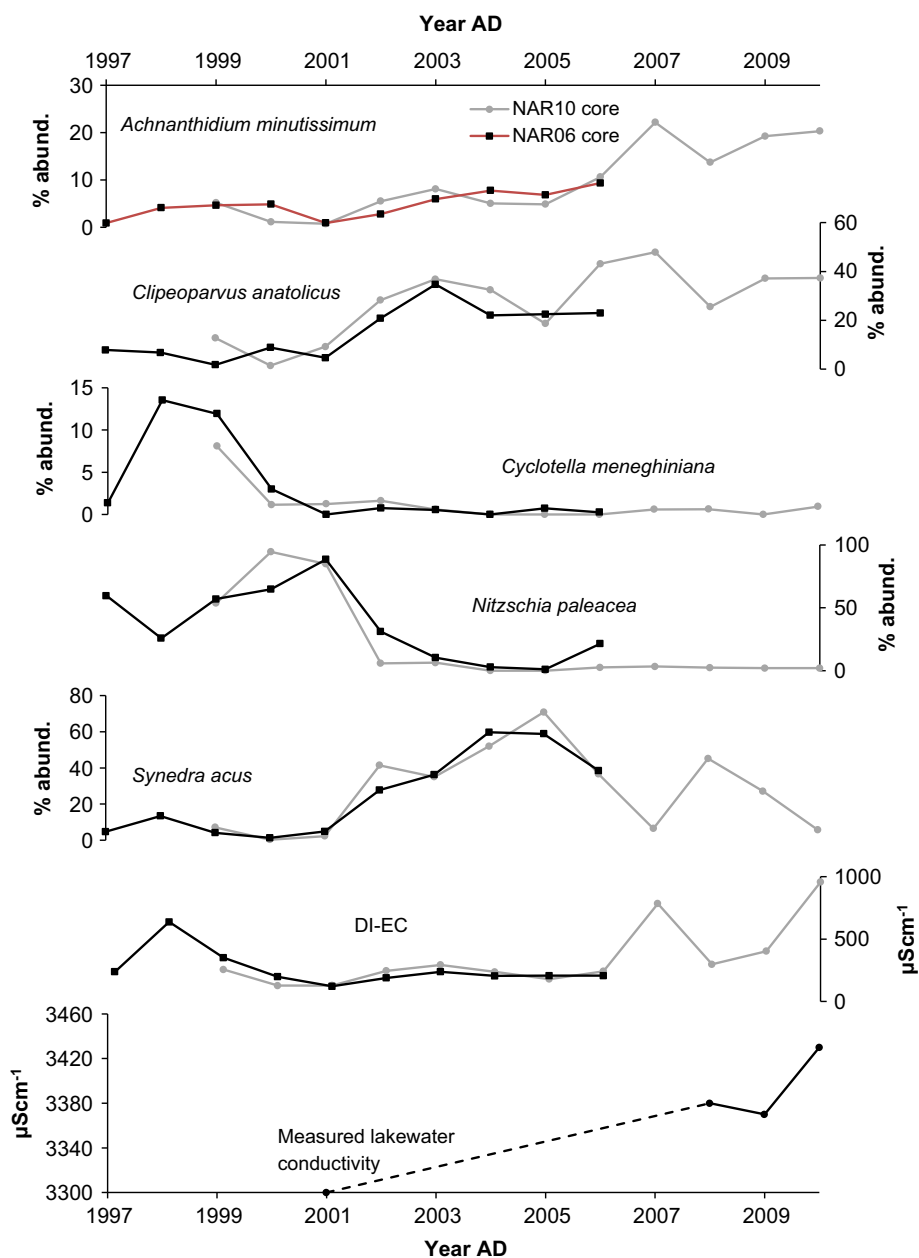 Year AD
1997 1999 2001 2003 2005 2007 2009
30
20
10
0
% abund.
Achnanthidium minutissimum
NAR10 core
NAR06 core
60
40
20
0
% abund.
Clipeoparvus anatolicus
15
10
5
0
% abund.
Cyclotella meneghiniana
100
50
0
% abund.
Nitzschia paleacea
80
60
40
20
0
% abund.
Synedra acus
1000
500
0
µScm-1
DI-EC
3460
3420
3380
3340
3300
µScm-1
Measured lakewater
conductivity
1997 1999 2001 2003 2005 2007 2009
Year AD